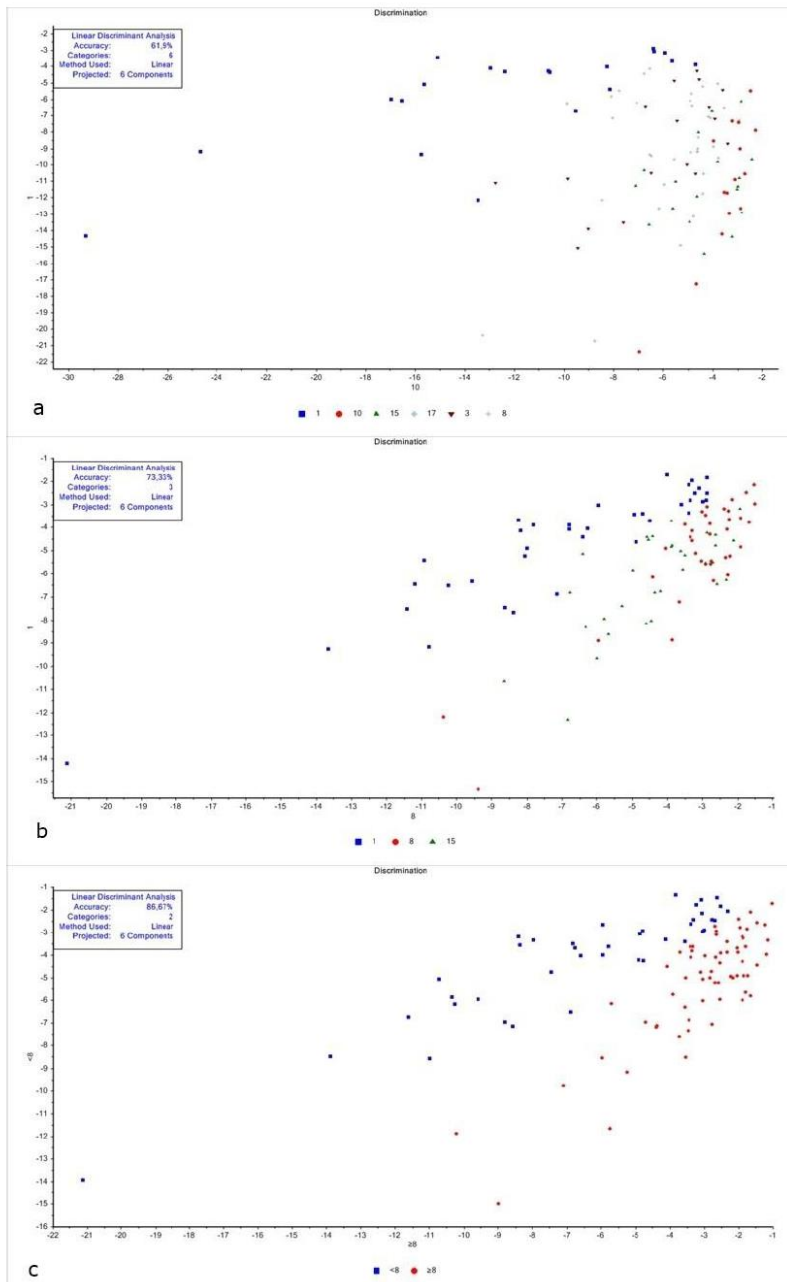 Discrimination
Linear Discriminant Analysis
Accuracy: 61,9%
Categories: 6
Method Used: Linear
Projected: 6 Components
-1
-2
-3
-4
-5
-6
-7
-8
-9
-10
-11
-12
-13
-14
-15
-16
-17
-18
-19
-20
-21
-22
1
-30 -28 -26 -24 -22 -20 -18 -16 -14 -12 -10 -8 -6 -4 -2
10
a
1 10 15 17 3 8
Discrimination
Linear Discriminant Analysis
Accuracy: 73,33%
Categories: 3
Method Used: Linear
Projected: 6 Components
-1
-2
-3
-4
-5
-6
-7
-8
-9
-10
-11
-12
-13
-14
-15
1
-21 -20 -19 -18 -17 -16 -15 -14 -13 -12 -11 -10 -9 -8 -7 -6 -5 -4 -3 -2 -1
8
b
1 8 15
Discrimination
Linear Discriminant Analysis
Accuracy: 86,67%
Categories: 2
Method Used: Linear
Projected: 6 Components
-1
-2
-3
-4
-5
-6
-7
-8
-9
-10
-11
-12
-13
-14
-15
-16
<8
-22 -21 -20 -19 -18 -17 -16 -15 -14 -13 -12 -11 -10 -9 -8 -7 -6 -5 -4 -3 -2 -1
≥8
c
<8 ≥8